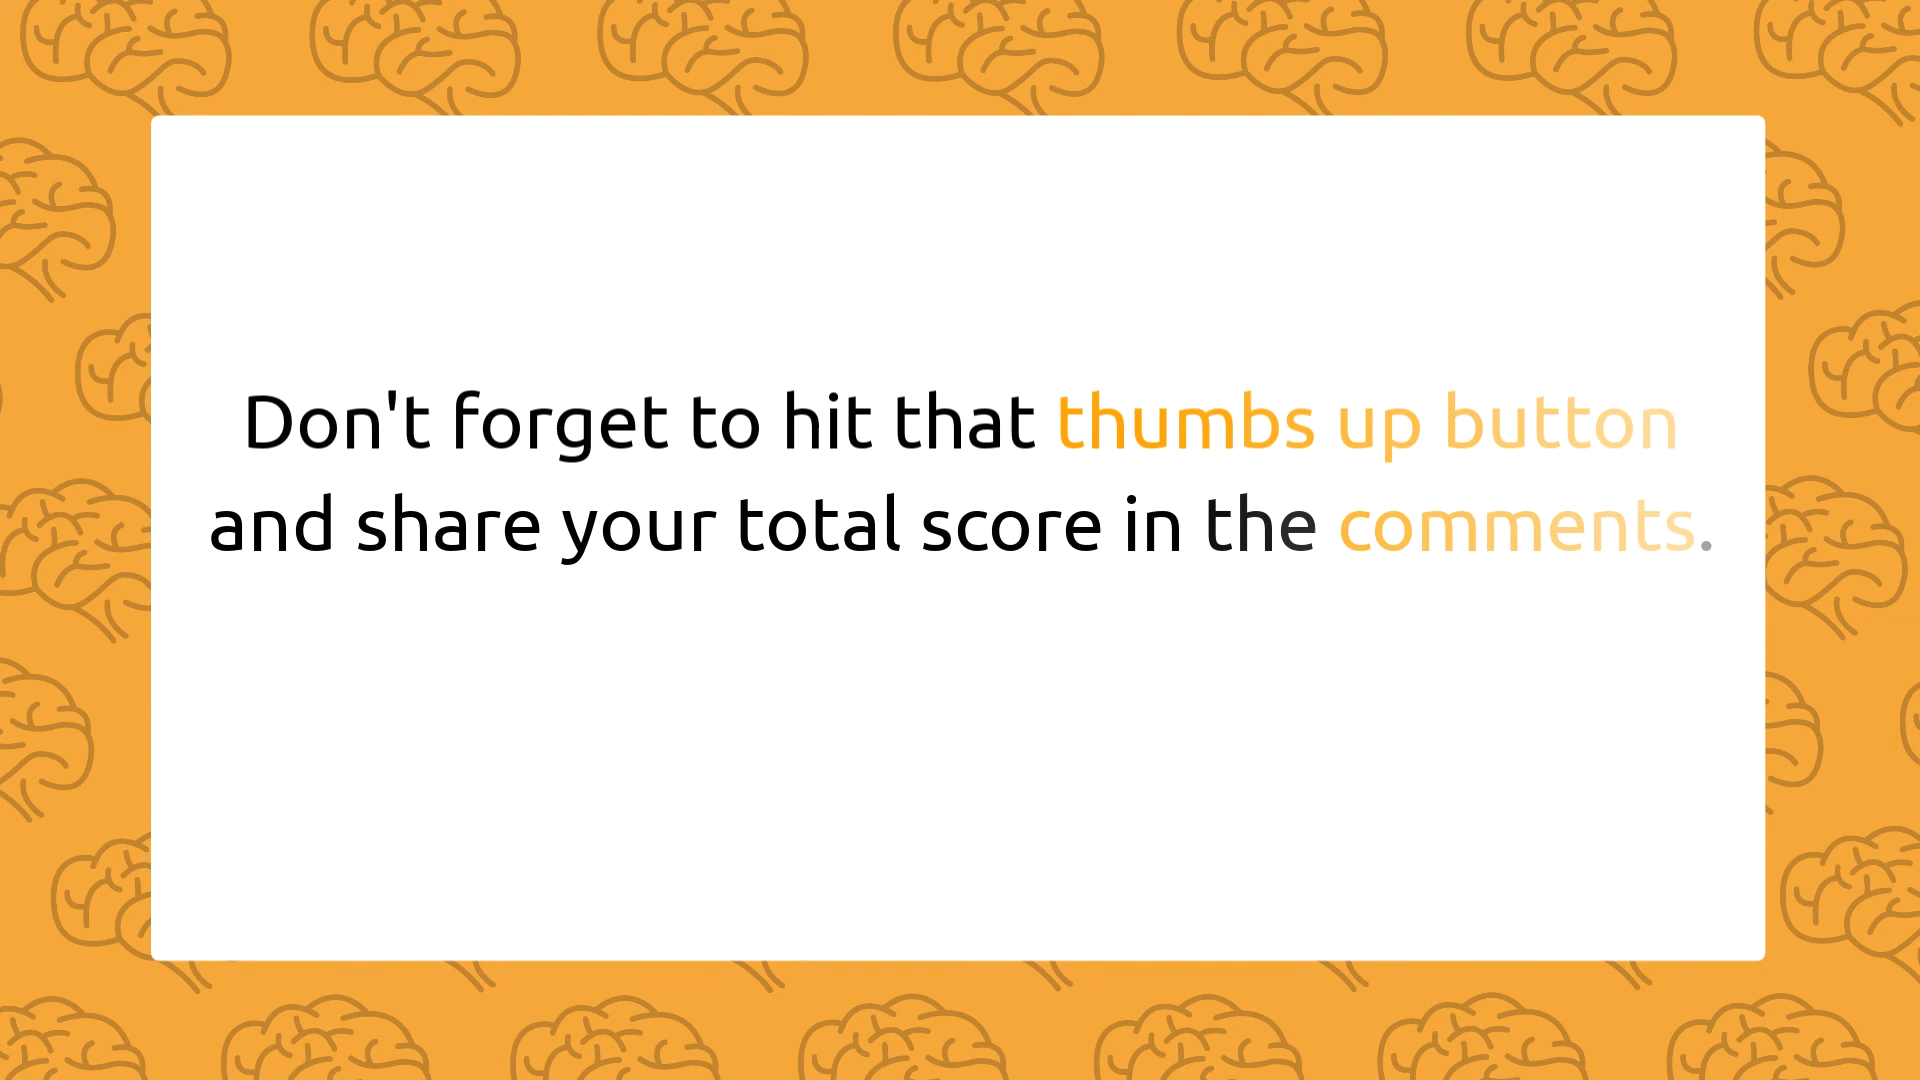 Don't forget to hit that thumbs up button
and share your total score in the comments.